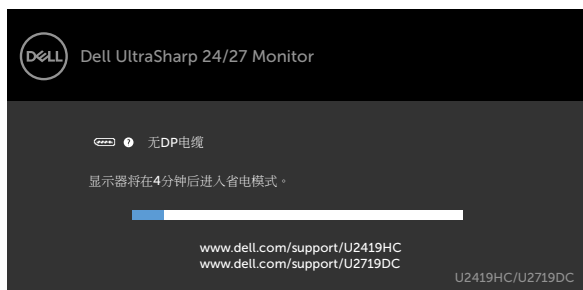 DELL
Dell UltraSharp 24/27 Monitor
无DP电缆
显示器将在4分钟后进入省电模式。
www.dell.com/support/U2419HC
www.dell.com/support/U2719DC
U2419HC/U2719DC